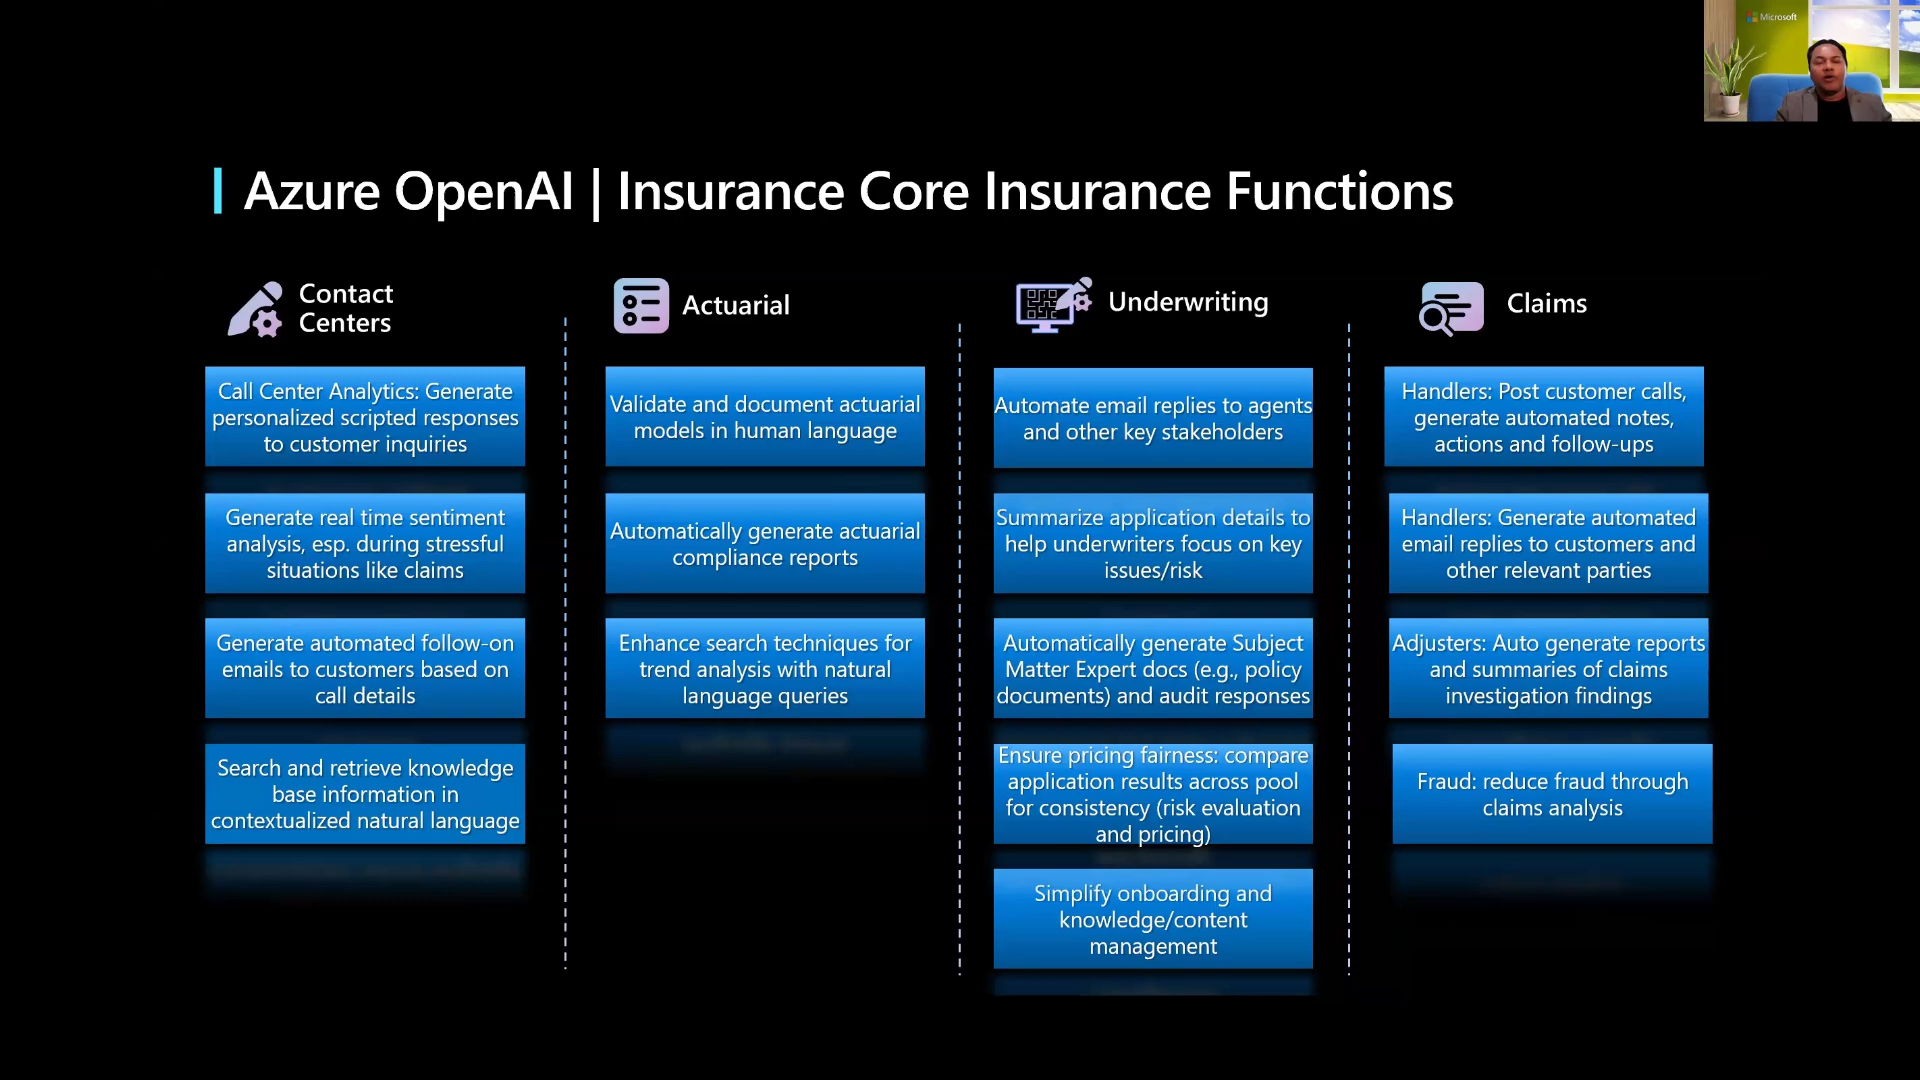 Microsoft
Azure OpenAI | Insurance Core Insurance Functions
Contact
Centers
Call Center Analytics: Generate
personalized scripted responses
to customer inquiries
Generate real time sentiment
analysis, esp. during stressful
situations like claims
Generate automated follow-on
emails to customers based on
call details
Search and retrieve knowledge
base information in
contextualized natural language
Actuarial
Validate and document actuarial
models in human language
Automatically generate actuarial
compliance reports
Enhance search techniques for
trend analysis with natural
language queries
Underwriting
Automate email replies to agents
and other key stakeholders
Summarize application details to
help underwriters focus on key
issues/risk
Automatically generate Subject
Matter Expert docs (e.g., policy
documents) and audit responses
Ensure pricing fairness: compare
application results across pool
for consistency (risk evaluation
and pricing)
Simplify onboarding and
knowledge/content
management
Claims
Handlers: Post customer calls,
generate automated notes,
actions and follow-ups
Handlers: Generate automated
email replies to customers and
other relevant parties
Adjusters: Auto generate reports
and summaries of claims
investigation findings
Fraud: reduce fraud through
claims analysis